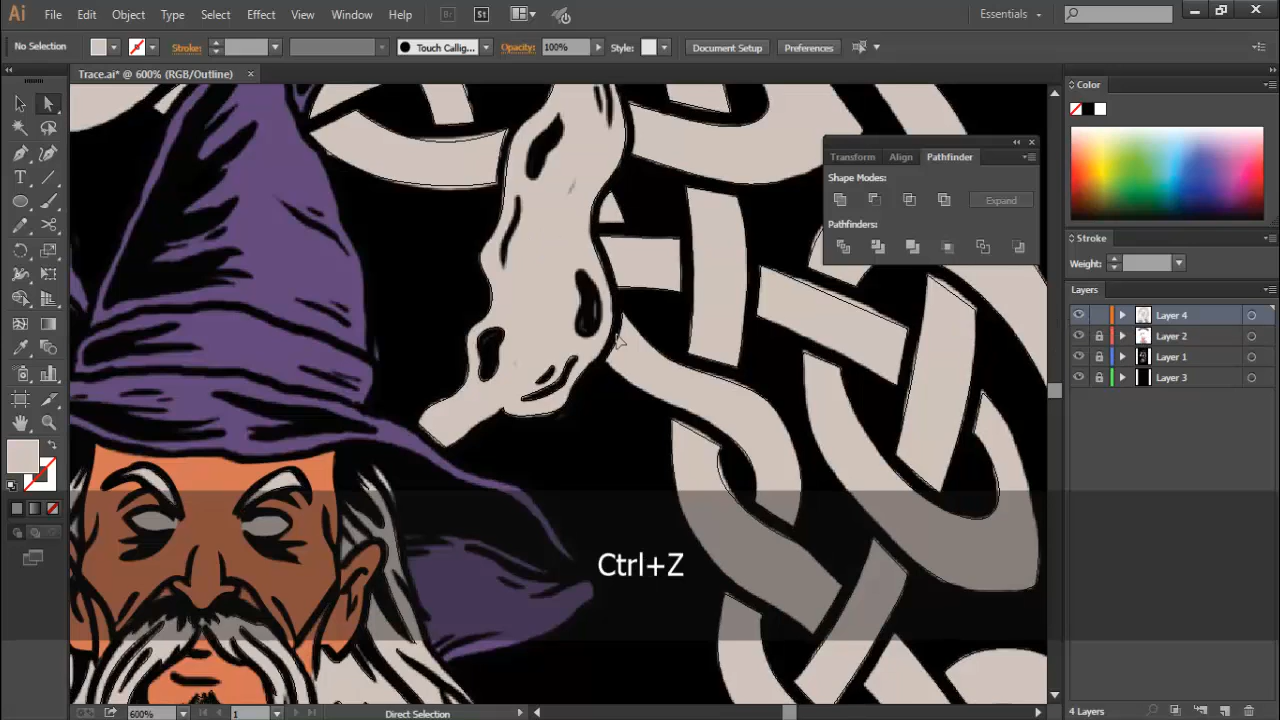 Ai File Edit Object Type Select Effect View Window Help Br St Essentials
No Selection Stroke: Touch Callig... Opacity: 100% Style: Document Setup Preferences
Trace.ai* @ 600% (RGB/Outline) ×
Color
Transform Align Pathfinder
Shape Modes:
Expand
Pathfinders:
Stroke
Weight:
Layers
Layer 4
Layer 2
Layer 1
Layer 3
Ctrl+Z
600% 1 Direct Selection 4 Layers